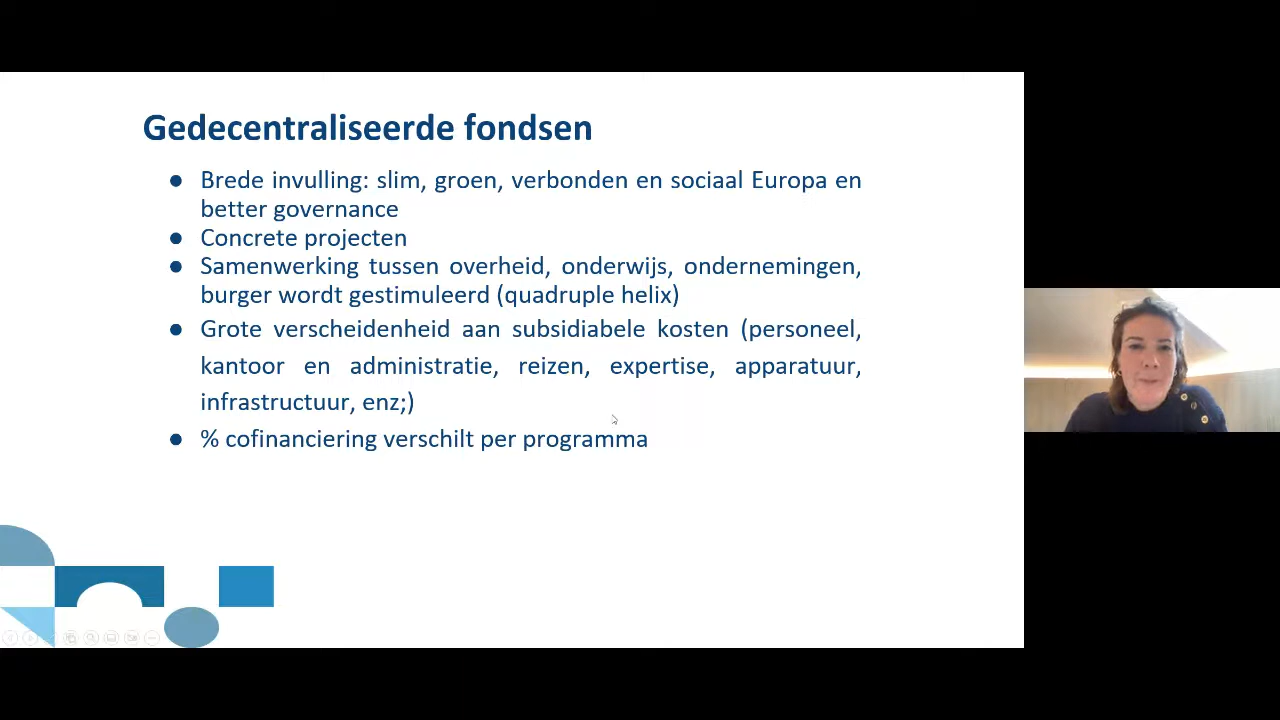 Gedecentraliseerde fondsen
● Brede invulling: slim, groen, verbonden en sociaal Europa en
better governance
● Concrete projecten
● Samenwerking tussen overheid, onderwijs, ondernemingen,
burger wordt gestimuleerd (quadruple helix)
● Grote verscheidenheid aan subsidiabele kosten (personeel,
kantoor en administratie, reizen, expertise, apparatuur,
infrastructuur, enz;)
● % cofinanciering verschilt per programma